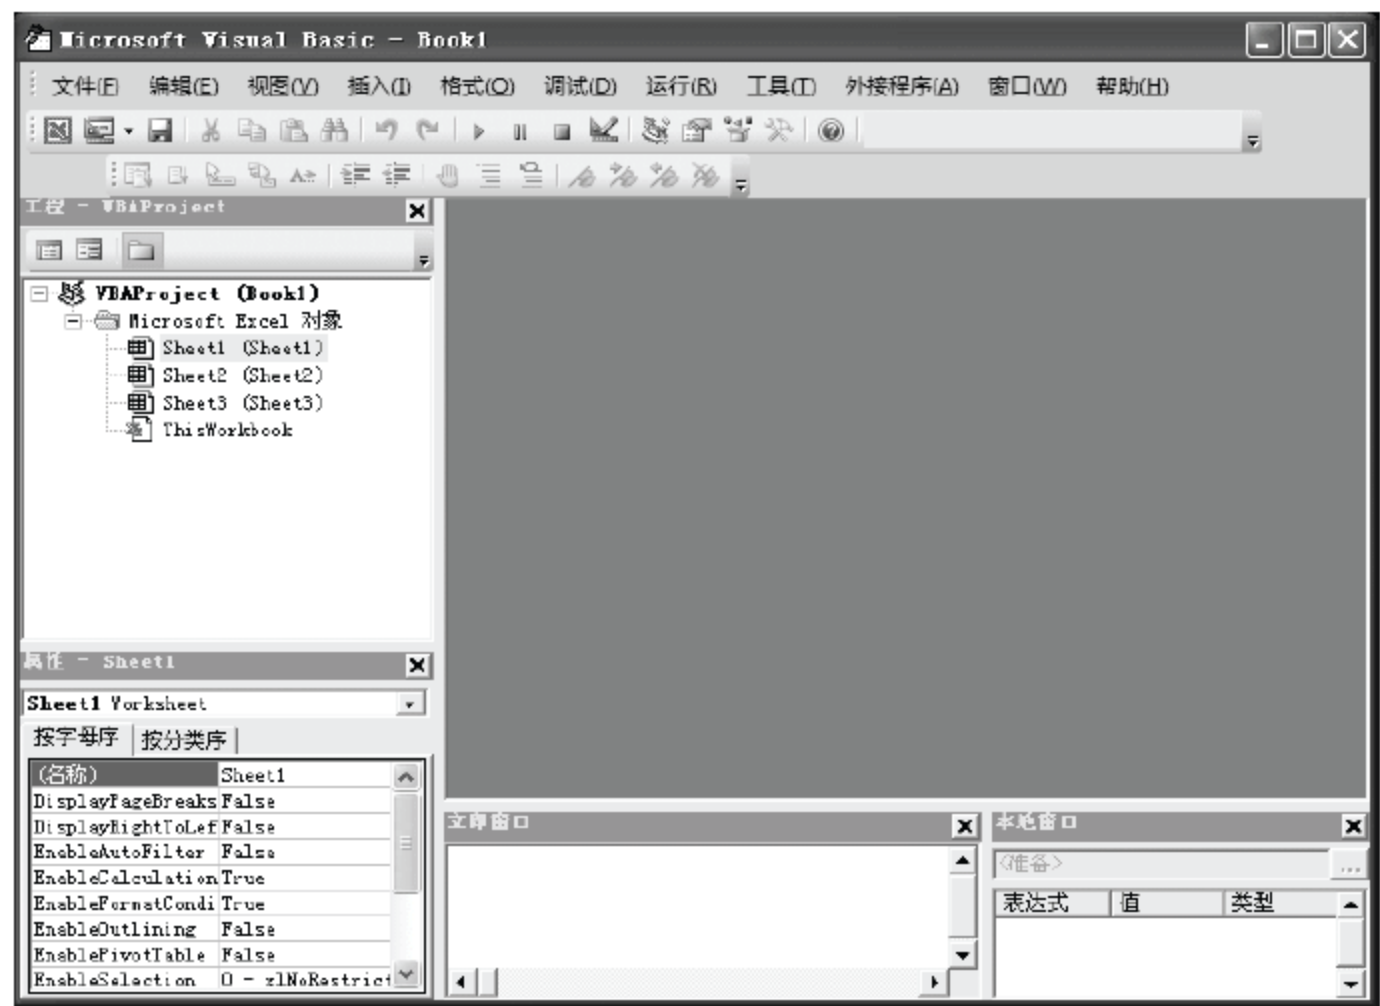 Microsoft Visual Basic - Book1
文件(F) 编辑(E) 视图(V) 插入(I) 格式(O) 调试(D) 运行(R) 工具(T) 外接程序(A) 窗口(W) 帮助(H)
工程 - VBAProject
VBAProject (Book1)
Microsoft Excel 对象
Sheet1 (Sheet1)
Sheet2 (Sheet2)
Sheet3 (Sheet3)
ThisWorkbook
属性 - Sheet1
Sheet1 Worksheet
按字母序 按分类序
(名称) Sheet1
DisplayPageBreaks False
DisplayRightToLef False
EnableAutoFilter False
EnableCalculation True
EnableFormatCondi True
EnableOutlining False
EnablePivotTable False
EnableSelection 0 - xlNoRestrict
立即窗口
本地窗口
<准备>
...
表达式 值 类型